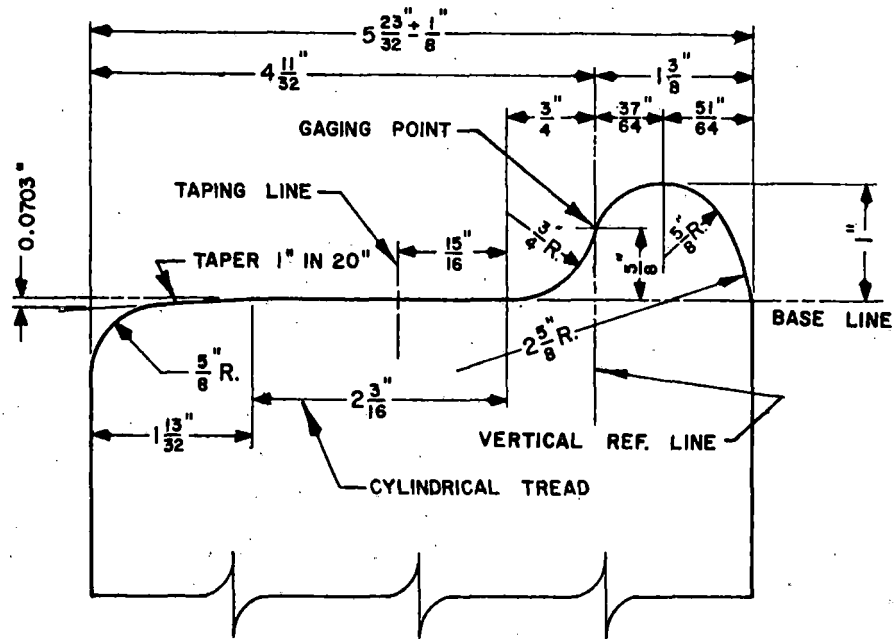 5 23/32" ± 1/8"
4 11/32"
1 3/8"
3/4"
37/64"
51/64"
GAGING POINT
0.0703"
TAPING LINE
15/16"
3/4" R.
5/8"
5/8" R.
1"
TAPER 1" IN 20"
BASE LINE
2 5/8" R.
5/8" R.
2 3/16"
1 13/32"
VERTICAL REF. LINE
CYLINDRICAL TREAD